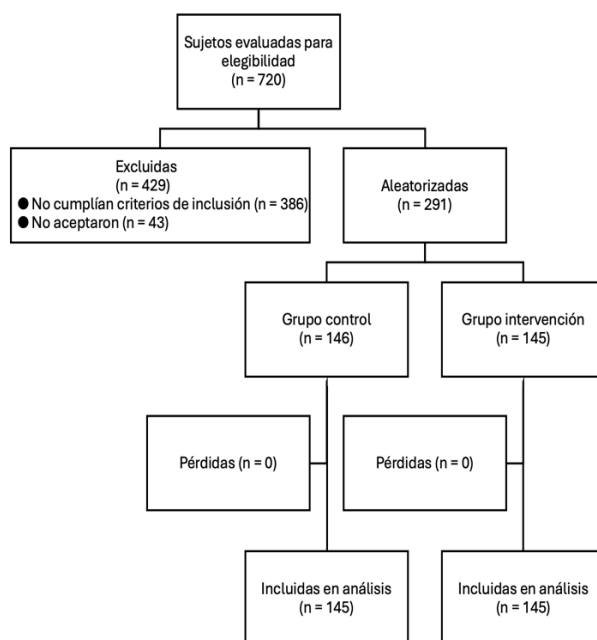 Sujetos evaluadas para
elegibilidad
(n = 720)
Excluidas
(n = 429)
● No cumplían criterios de inclusión (n = 386)
● No aceptaron (n = 43)
Aleatorizadas
(n = 291)
Grupo control
(n = 146)
Grupo intervención
(n = 145)
Pérdidas (n = 0)
Pérdidas (n = 0)
Incluidas en análisis
(n = 145)
Incluidas en análisis
(n = 145)